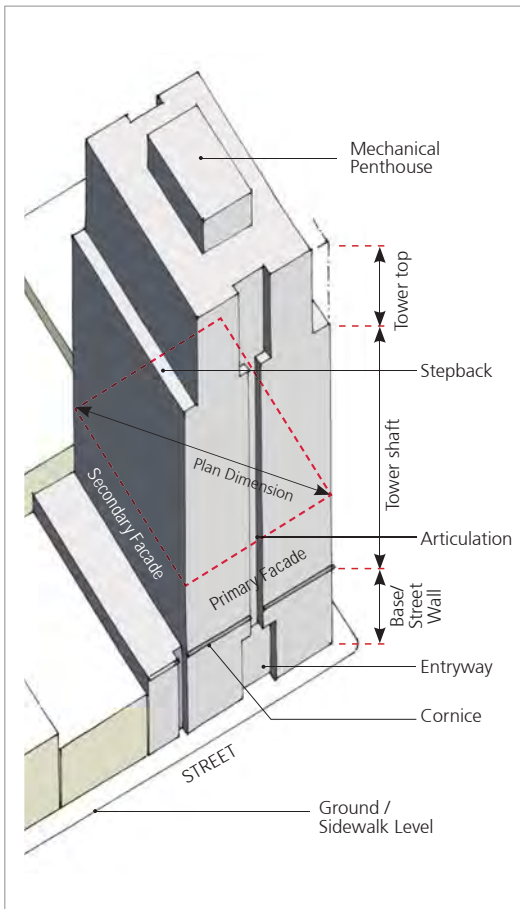 Mechanical
Penthouse
Tower top
Stepback
Tower shaft
Plan Dimension
Secondary Facade
Articulation
Primary Facade
Base/
Street
Wall
Entryway
Cornice
STREET
Ground /
Sidewalk Level